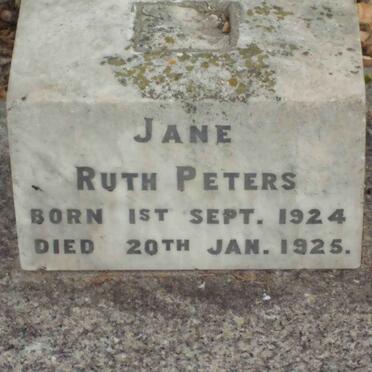 JANE
RUTH PETERS
BORN 1ST SEPT. 1924
DIED 20TH JAN. 1925.